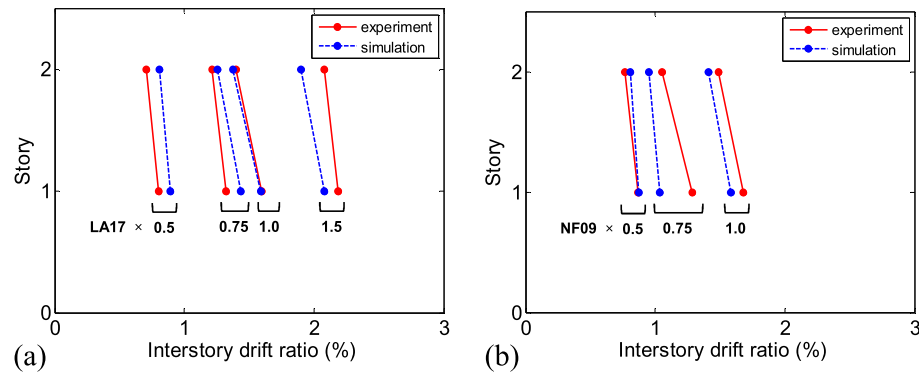 experiment
simulation
2
Story
1
LA17 × 0.5 0.75 1.0 1.5
0
0 1 2 3
(a) Interstory drift ratio (%)
experiment
simulation
2
Story
1
NF09 × 0.5 0.75 1.0
0
0 1 2 3
(b) Interstory drift ratio (%)